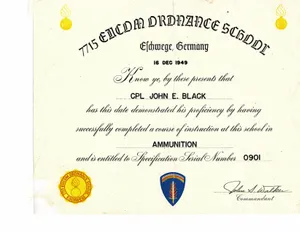 7715 EUCOM ORDNANCE SCHOOL
Eschwege, Germany
16 DEC 1949
Know ye, by these presents that
CPL JOHN E. BLACK
has this date demonstrated his proficiency by having
successfully completed a course of instruction at this school in
AMMUNITION
and is entitled to Specification Serial Number 0901
John S. Walker
Commandant